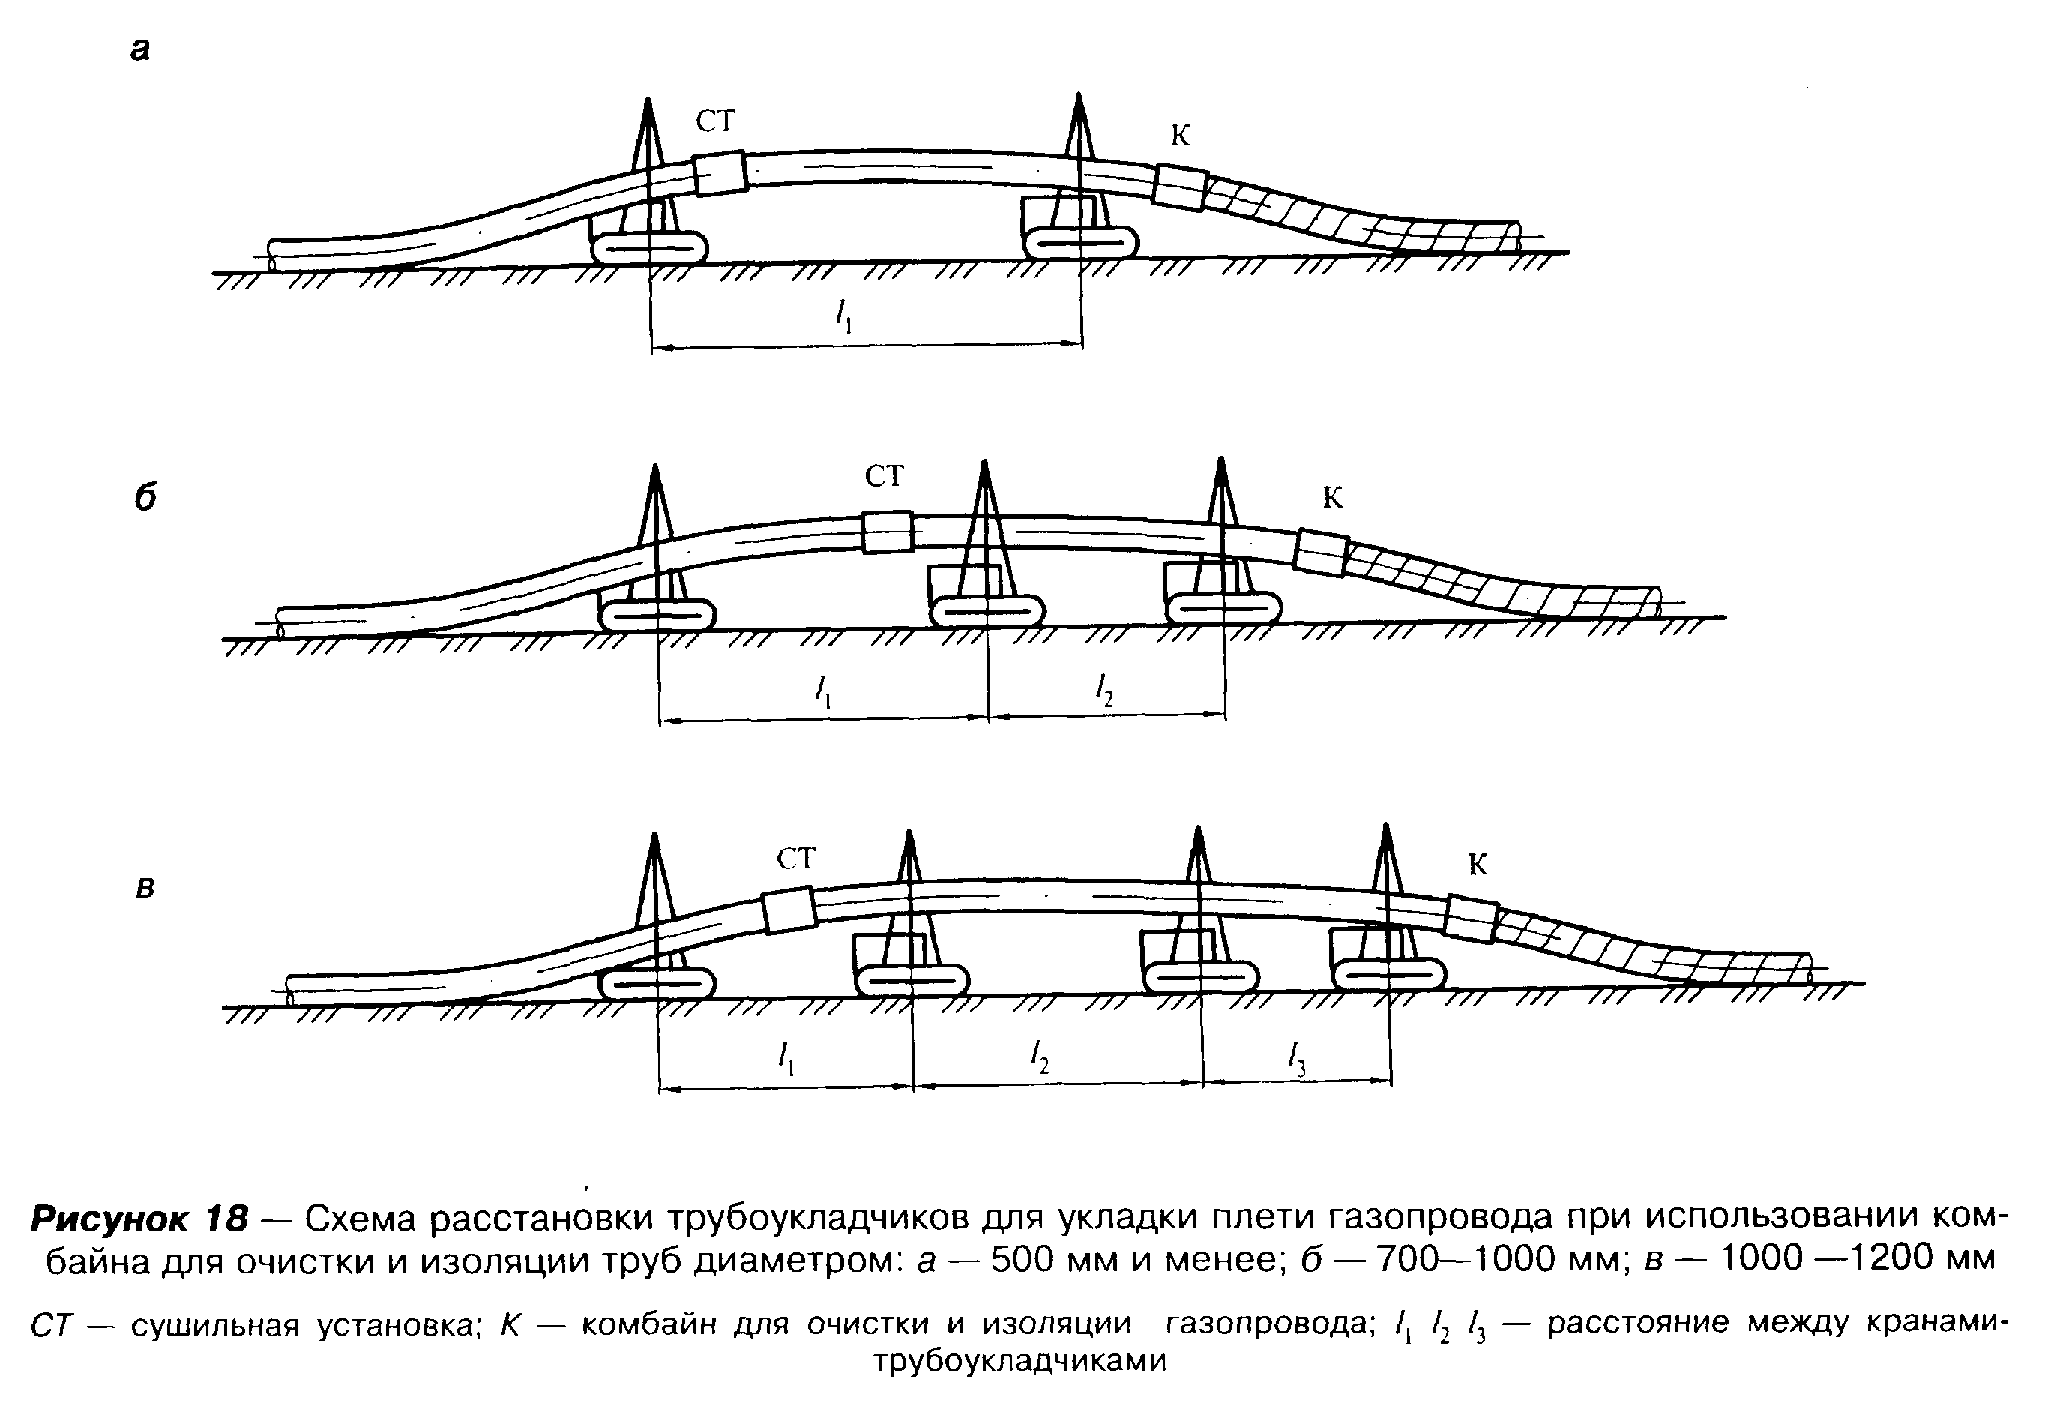 а
СТ
К
l₁
б
СТ
К
l₁
l₂
в
СТ
К
l₁
l₂
l₃
Рисунок 18 — Схема расстановки трубоукладчиков для укладки плети газопровода при использовании ком-
байна для очистки и изоляции труб диаметром: а — 500 мм и менее; б — 700—1000 мм; в — 1000 —1200 мм
СТ — сушильная установка; К — комбайн для очистки и изоляции газопровода; l₁ l₂ l₃ — расстояние между кранами-
трубоукладчиками